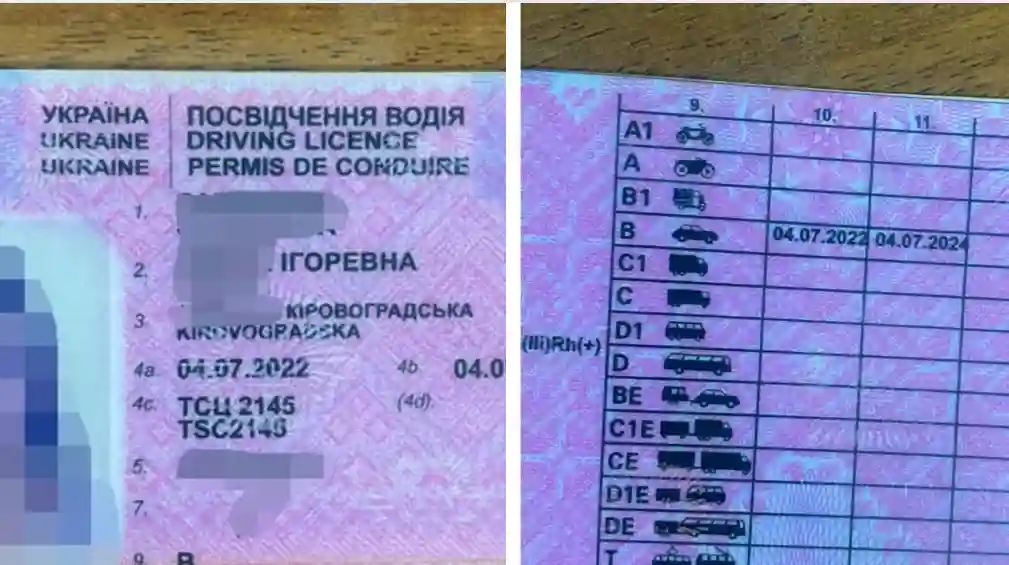 УКРАЇНА
UKRAINE
UKRAINE
ПОСВІДЧЕННЯ ВОДІЯ
DRIVING LICENCE
PERMIS DE CONDUIRE
1.
2. ІГОРЕВНА
3. КІРОВОГРАДСЬКА
KIROVOGRADSKA
4a. 04.07.2022 4b. 04.0
4c. ТСЦ 2145 (4d).
TSC2145
5.
7.
9. B
9. 10. 11.
A1
A
B1
B 04.07.2022 04.07.2024
C1
C
D1
(III)Rh(+)
D
BE
C1E
CE
D1E
DE
T